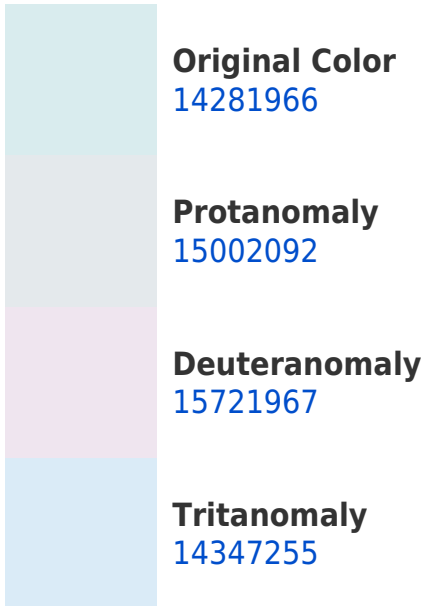 Original Color
14281966
Protanomaly
15002092
Deuteranomaly
15721967
Tritanomaly
14347255